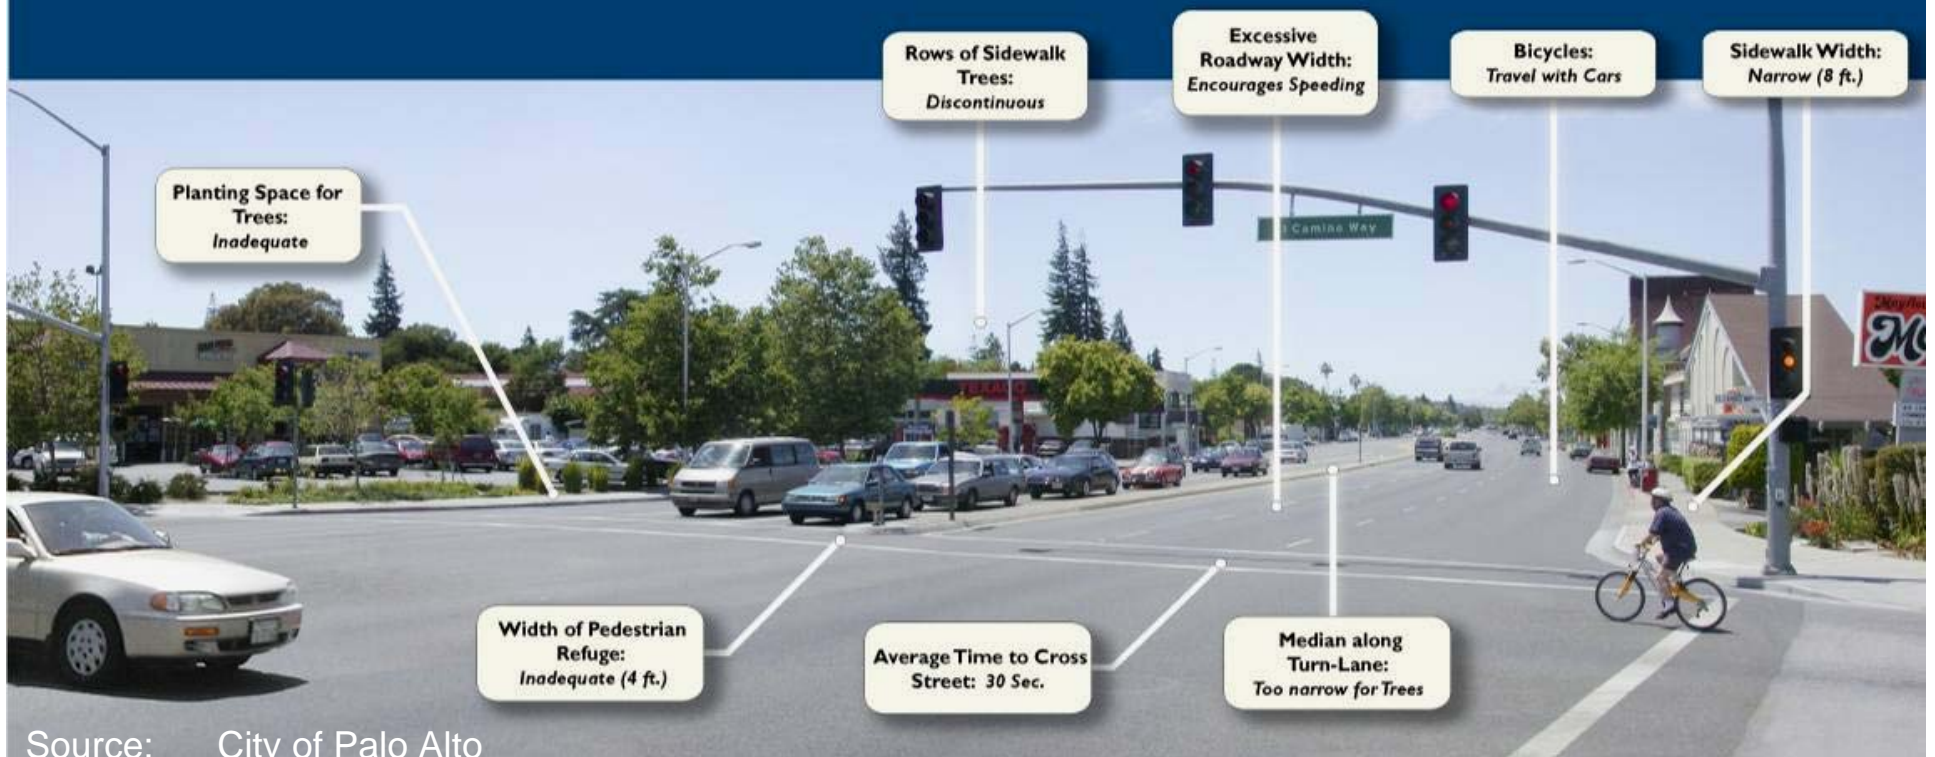 Rows of Sidewalk
Trees:
Discontinuous
Excessive
Roadway Width:
Encourages Speeding
Bicycles:
Travel with Cars
Sidewalk Width:
Narrow (8 ft.)
Planting Space for
Trees:
Inadequate
Camino Way
TEXACO
Width of Pedestrian
Refuge:
Inadequate (4 ft.)
Average Time to Cross
Street: 30 Sec.
Median along
Turn-Lane:
Too narrow for Trees
Source: City of Palo Alto